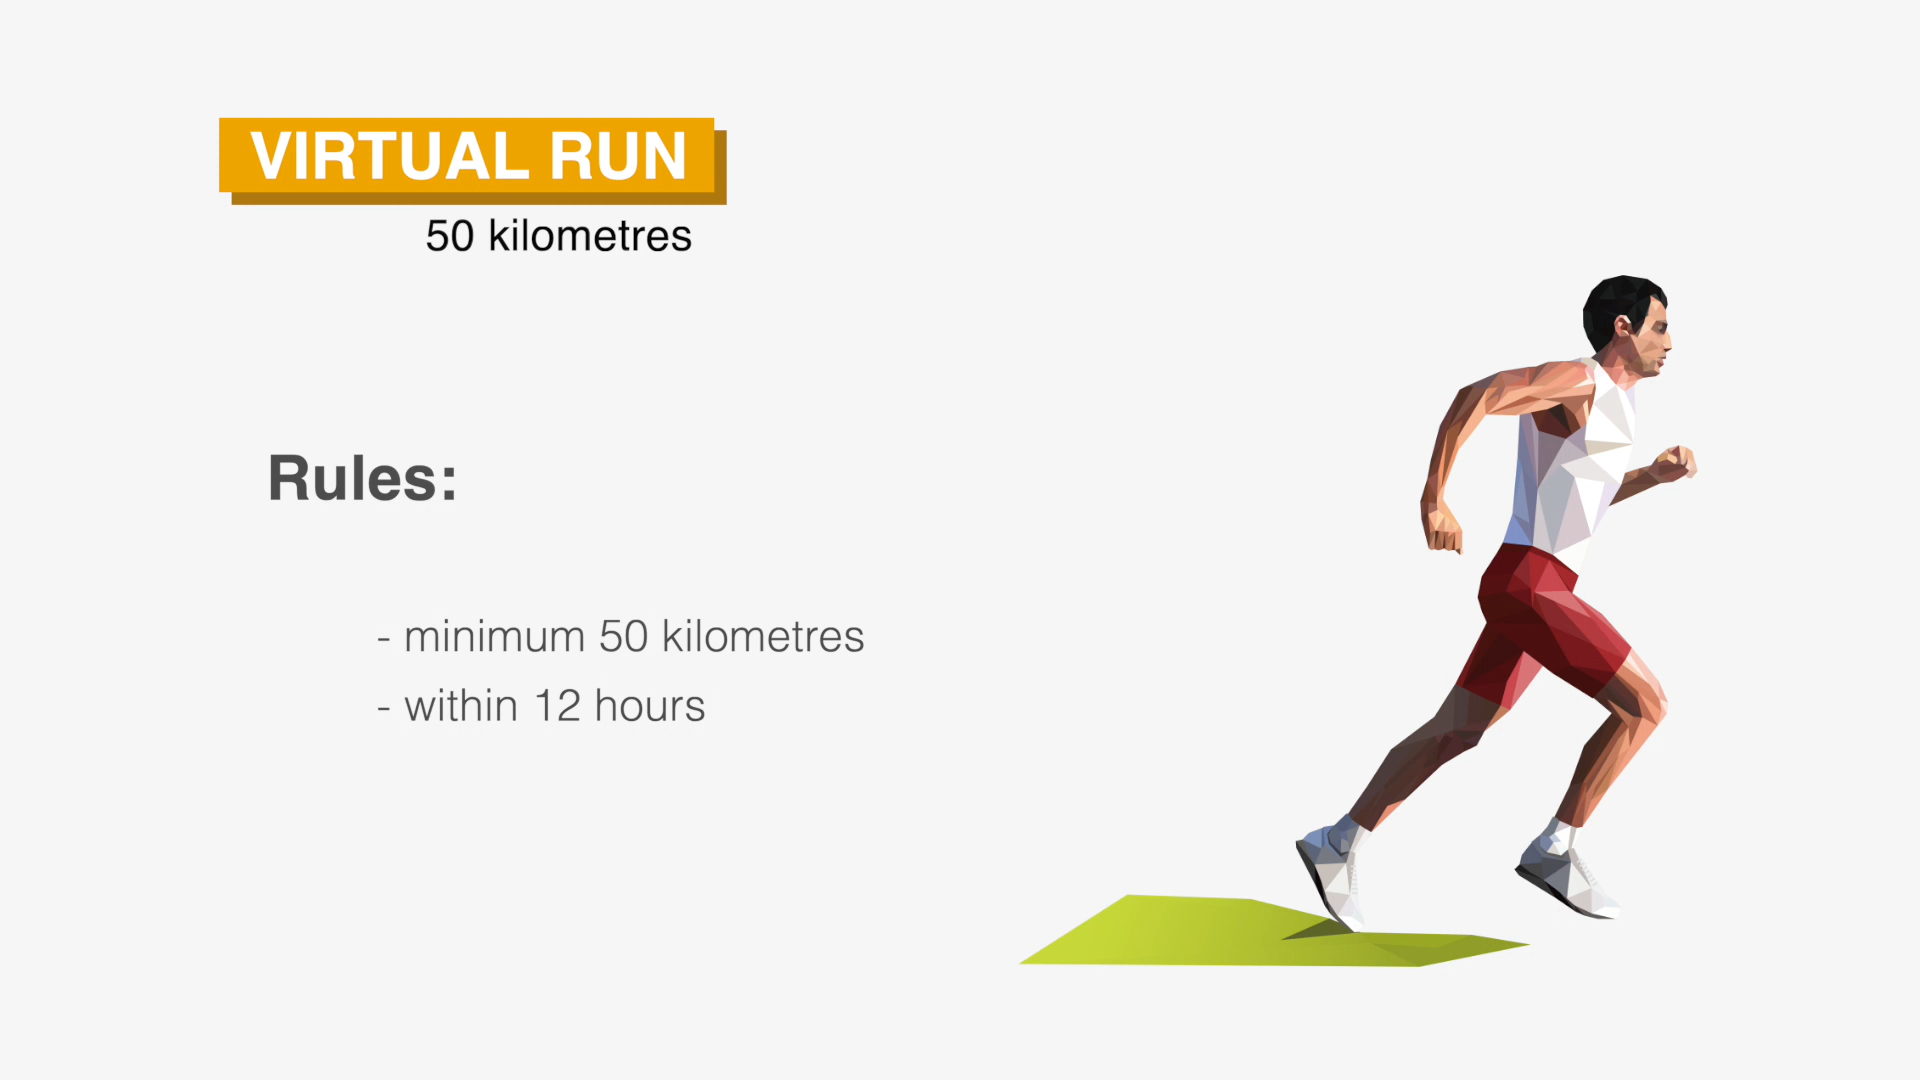 VIRTUAL RUN
50 kilometres
Rules:
- minimum 50 kilometres
- within 12 hours